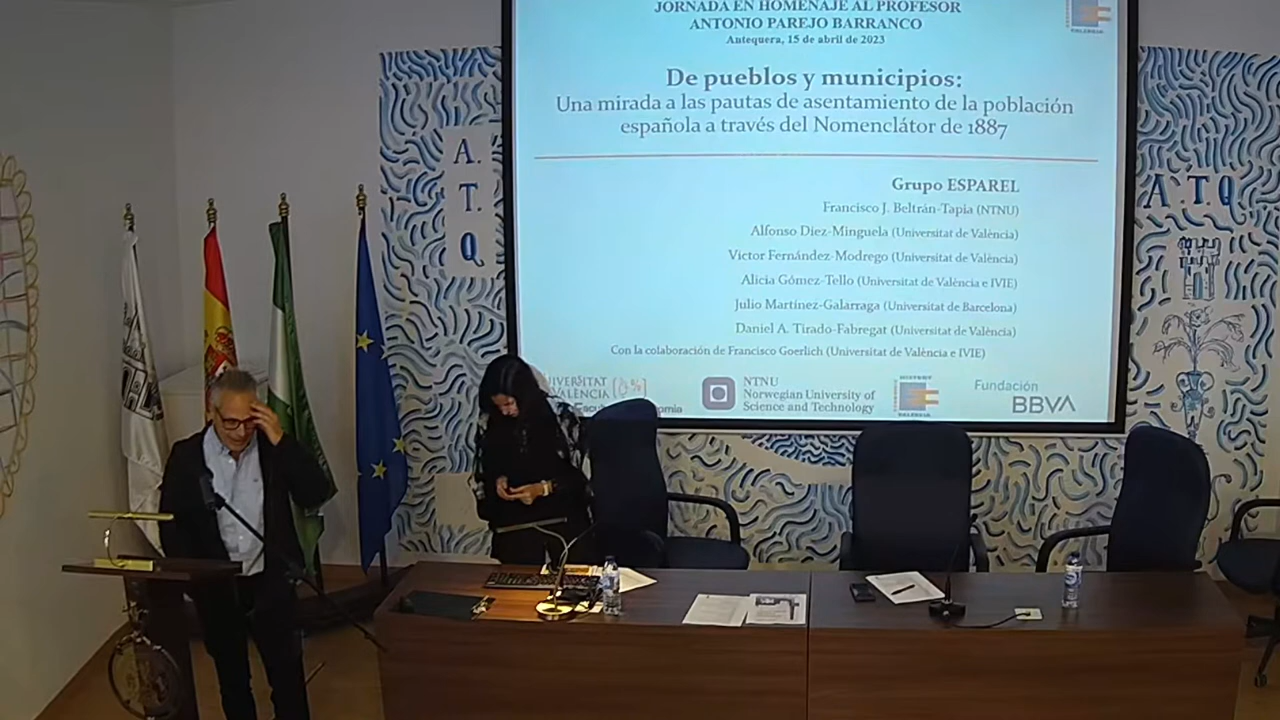 JORNADA EN HOMENAJE AL PROFESOR
ANTONIO PAREJO BARRANCO
Antequera, 15 de abril de 2023
De pueblos y municipios:
Una mirada a las pautas de asentamiento de la población
española a través del Nomenclátor de 1887
Grupo ESPAREL
Francisco J. Beltrán-Tapia (NTNU)
Alfonso Díez-Minguela (Universitat de València)
Víctor Fernández-Modrego (Universitat de València)
Alicia Gómez-Tello (Universitat de València e IVIE)
Julio Martínez-Galarraga (Universitat de Barcelona)
Daniel A. Tirado-Fabregat (Universitat de València)
Con la colaboración de Francisco Goerlich (Universitat de València e IVIE)
NTNU
Norwegian University of
Science and Technology
HISTORY
VALENCIA
Fundación
BBVA
A.
T.
Q
A.TQ